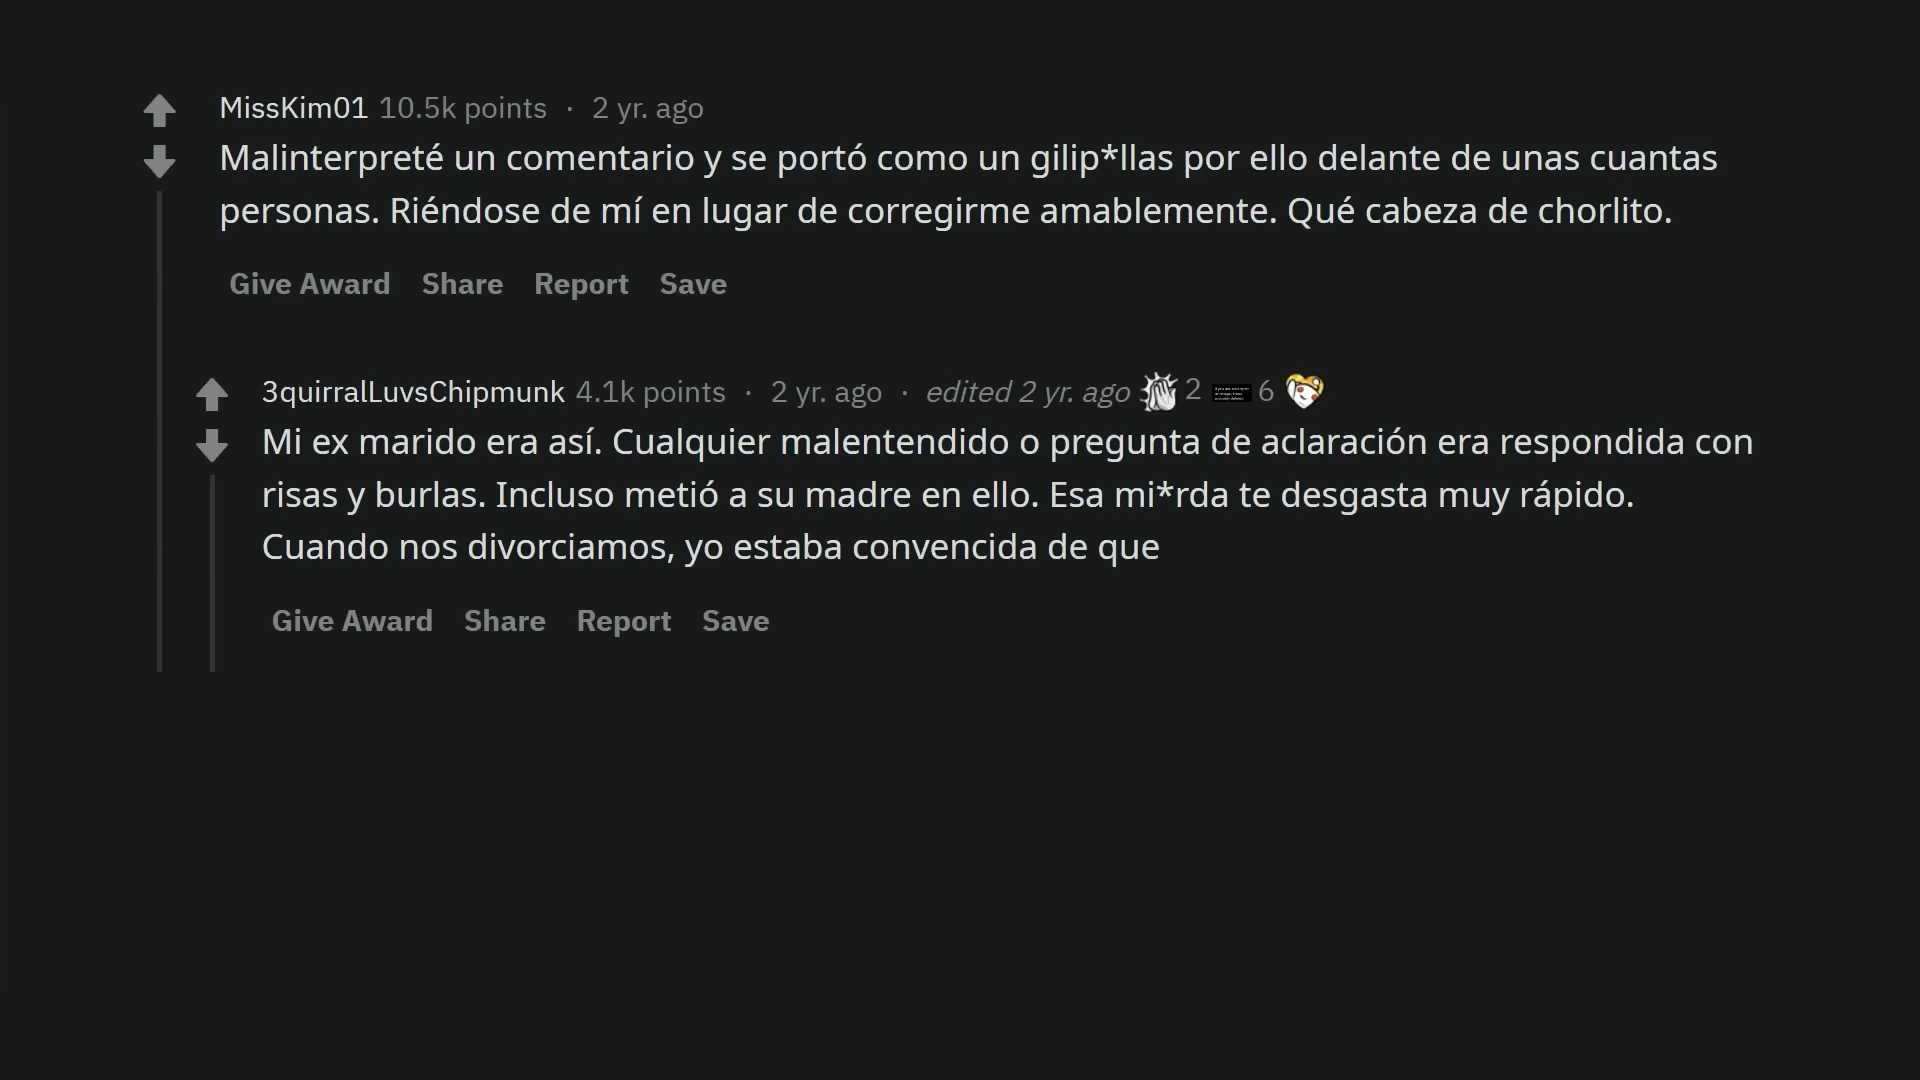 MissKim01 10.5k points · 2 yr. ago
Malinterpreté un comentario y se portó como un gilip*llas por ello delante de unas cuantas
personas. Riéndose de mí en lugar de corregirme amablemente. Qué cabeza de chorlito.
Give Award Share Report Save
3quirralLuvsChipmunk 4.1k points · 2 yr. ago · edited 2 yr. ago 2 6
Mi ex marido era así. Cualquier malentendido o pregunta de aclaración era respondida con
risas y burlas. Incluso metió a su madre en ello. Esa mi*rda te desgasta muy rápido.
Cuando nos divorciamos, yo estaba convencida de que
Give Award Share Report Save